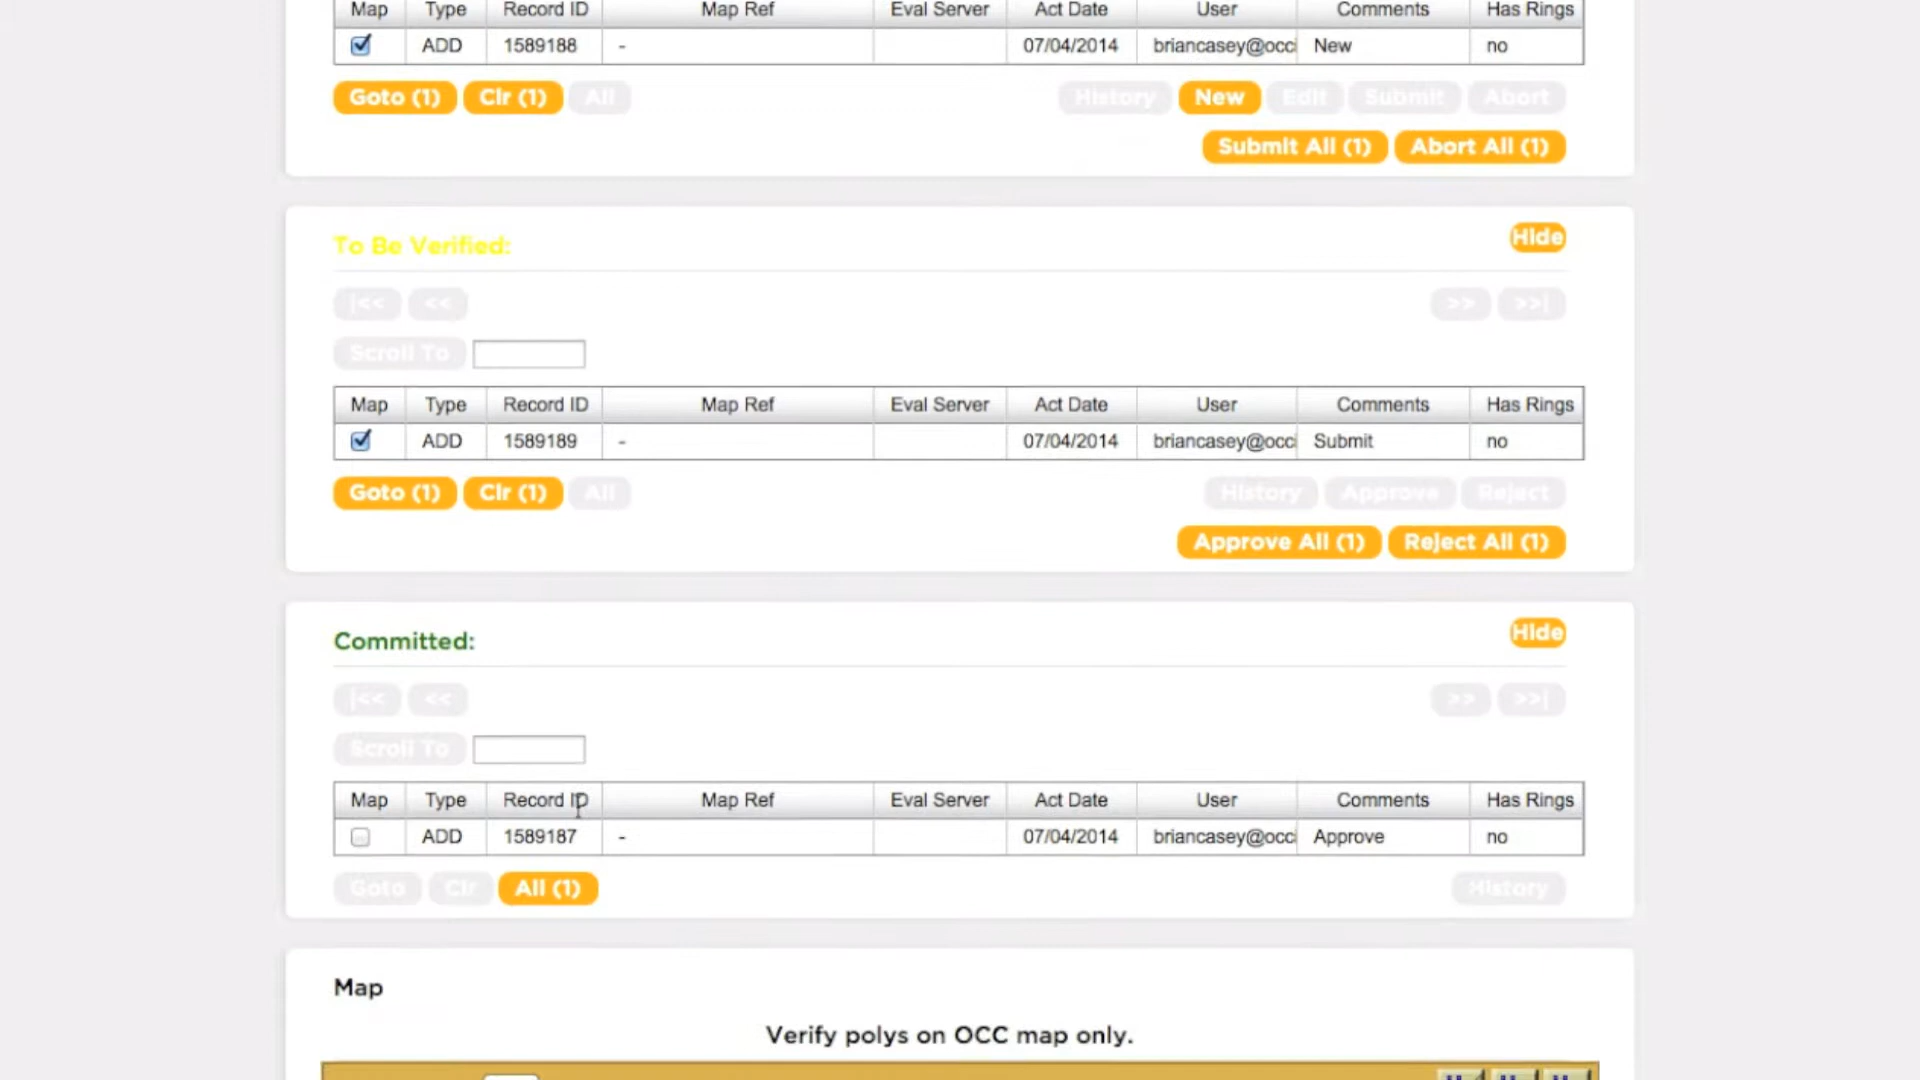 Map Type Record ID Map Ref Eval Server Act Date User Comments Has Rings
ADD 1589188 - 07/04/2014 briancasey@occi New no
Goto (1) Clr (1) All History New Edit Submit Abort
Submit All (1) Abort All (1)
To Be Verified: Hide
|<< << >> >>|
Scroll To
Map Type Record ID Map Ref Eval Server Act Date User Comments Has Rings
ADD 1589189 - 07/04/2014 briancasey@occi Submit no
Goto (1) Clr (1) All History Approve Reject
Approve All (1) Reject All (1)
Committed: Hide
|<< << >> >>|
Scroll To
Map Type Record ID Map Ref Eval Server Act Date User Comments Has Rings
ADD 1589187 - 07/04/2014 briancasey@occi Approve no
Goto Clr All (1) History
Map
Verify polys on OCC map only.